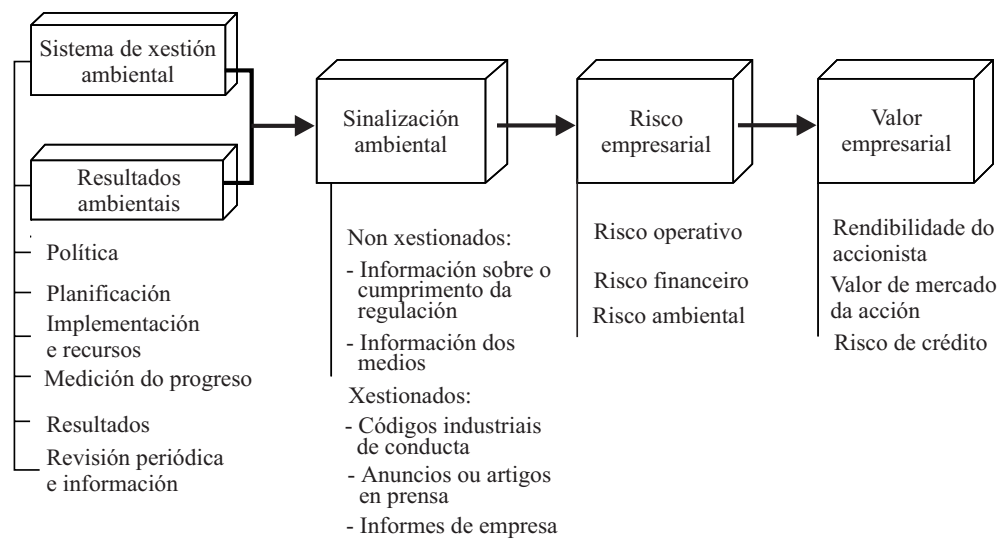 Sistema de xestión
ambiental
Resultados
ambientais
Política
Planificación
Implementación
e recursos
Medición do progreso
Resultados
Revisión periódica
e información
Sinalización
ambiental
Non xestionados:
- Información sobre o
cumprimento da
regulación
- Información dos
medios
Xestionados:
- Códigos industriais
de conducta
- Anuncios ou artigos
en prensa
- Informes de empresa
Risco
empresarial
Risco operativo
Risco financeiro
Risco ambiental
Valor
empresarial
Rendibilidade do
accionista
Valor de mercado
da acción
Risco de crédito